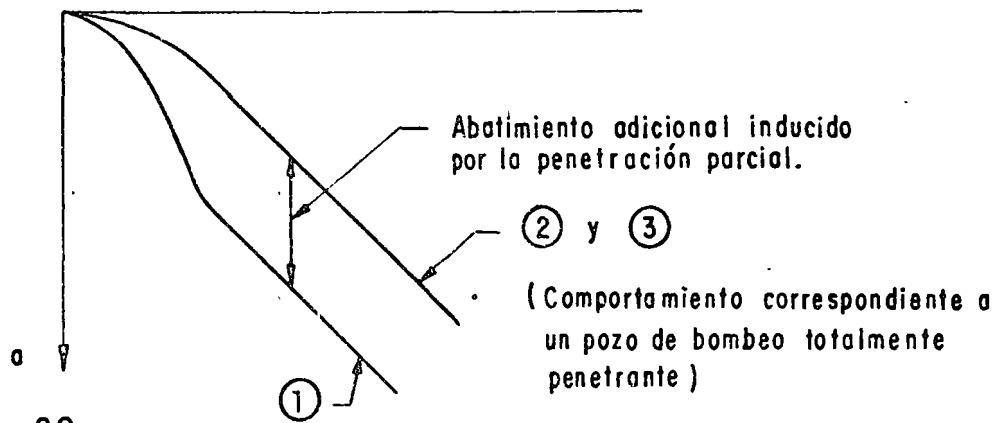 Abatimiento adicional inducido
por la penetración parcial.
② y ③
(Comportamiento correspondiente a
un pozo de bombeo totalmente
penetrante)
a
①